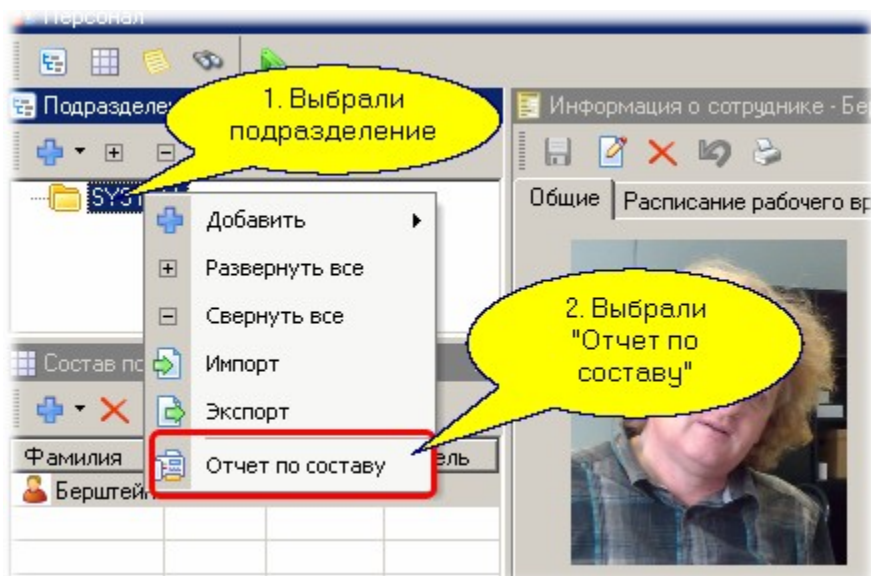 Персонал
Подразделе
Информация о сотруднике - Бе
1. Выбрали
подразделение
SYST
Общие
Расписание рабочего вр
Добавить
Развернуть все
Свернуть все
Импорт
Экспорт
Отчет по составу
2. Выбрали
"Отчет по
составу"
Состав по
Фамилия
ель
Берштейн